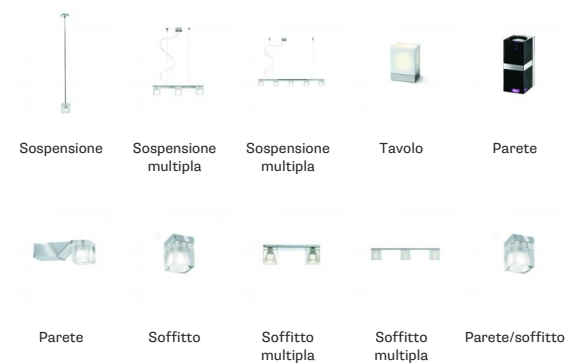 Sospensione
Sospensione
multipla
Sospensione
multipla
Tavolo
Parete
Parete
Soffitto
Soffitto
multipla
Soffitto
multipla
Parete/soffitto